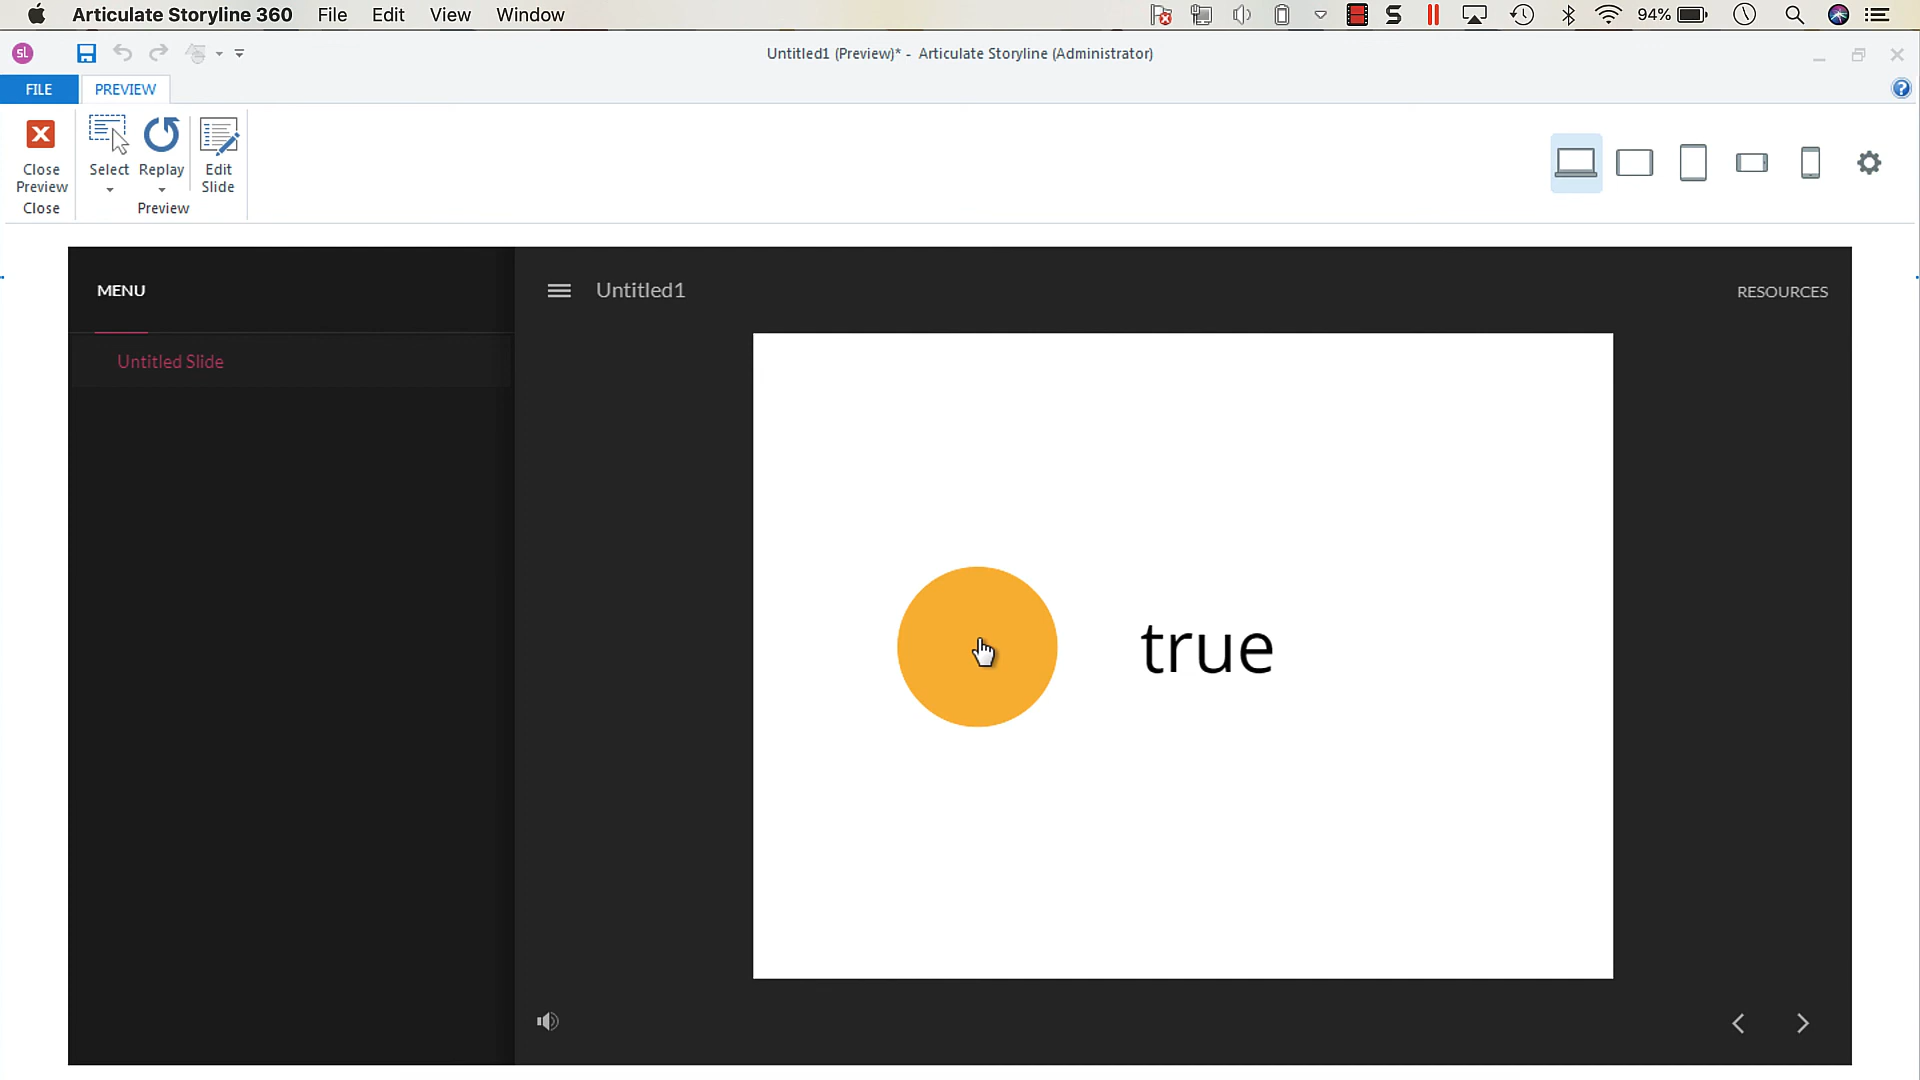 Articulate Storyline 360 File Edit View Window 94%
SL Untitled1 (Preview)* - Articulate Storyline (Administrator)
FILE PREVIEW ?
Close Preview
Select
Replay
Edit Slide
Close
Preview
MENU
Untitled1
RESOURCES
Untitled Slide
true